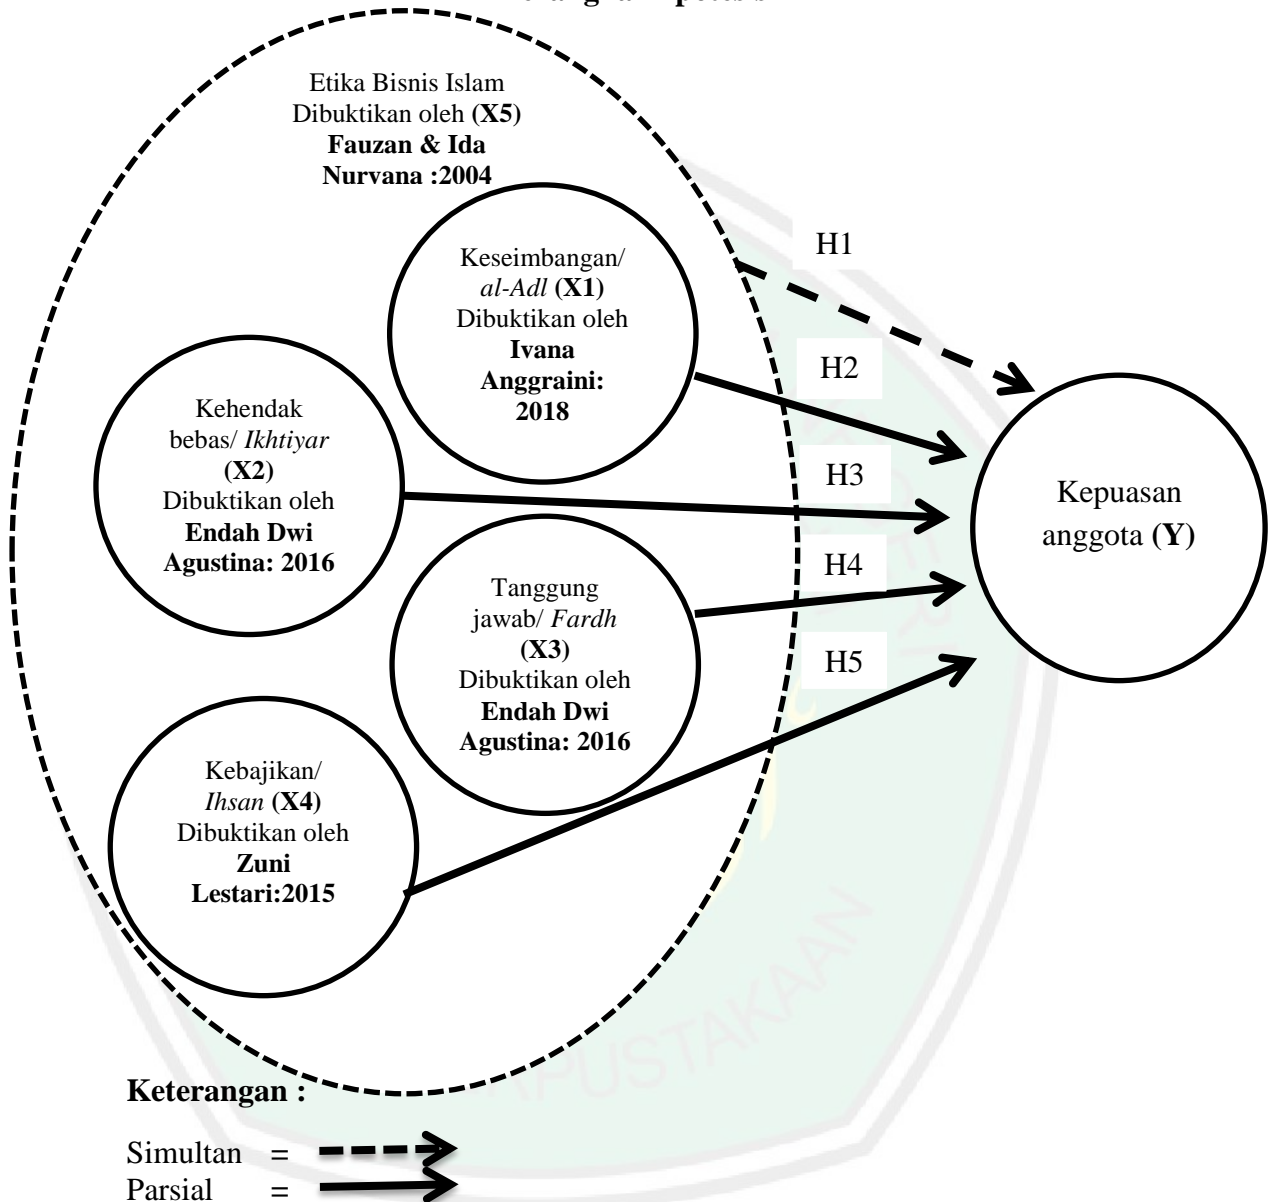 Etika Bisnis Islam
Dibuktikan oleh (X5)
Fauzan & Ida
Nurvana :2004
Keseimbangan/
al-Adl (X1)
Dibuktikan oleh
Ivana
Anggraini:
2018
Kehendak
bebas/ Ikhtiyar
(X2)
Dibuktikan oleh
Endah Dwi
Agustina: 2016
Tanggung
jawab/ Fardh
(X3)
Dibuktikan oleh
Endah Dwi
Agustina: 2016
Kebajikan/
Ihsan (X4)
Dibuktikan oleh
Zuni
Lestari:2015
H1
H2
H3
H4
H5
Kepuasan
anggota (Y)
Keterangan :
Simultan =
Parsial =